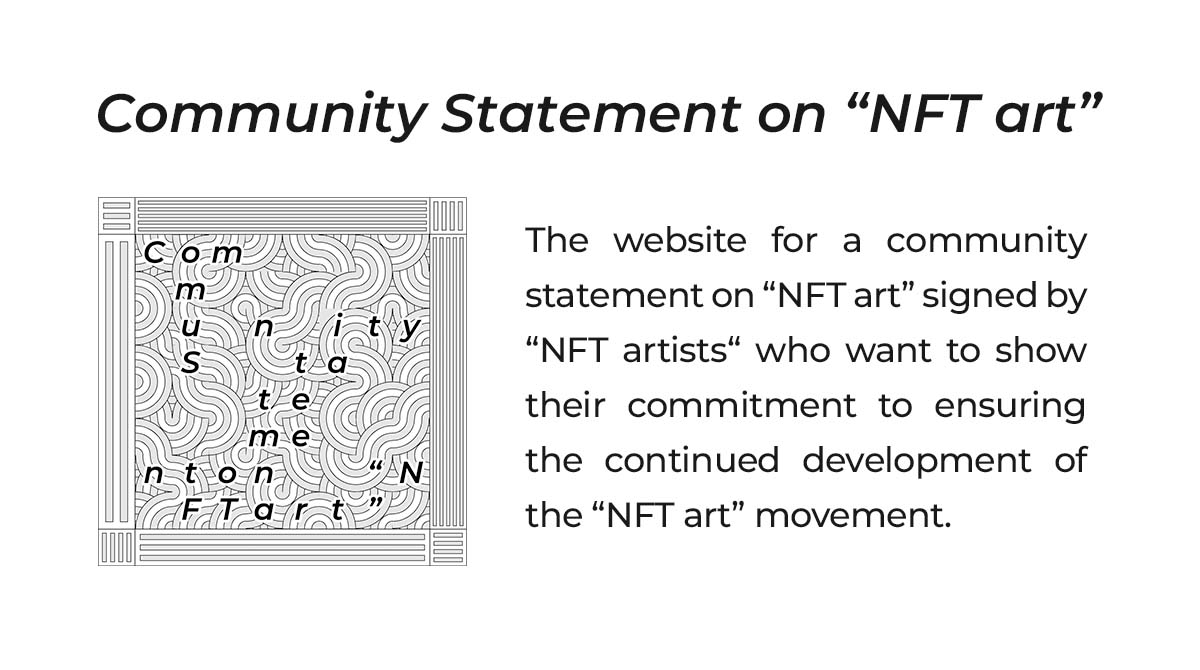 Community Statement on “NFT art”
C o m
m
u n i t y
S t a
t e
m e
n t o n “ N
F T a r t ”
The website for a community
statement on “NFT art” signed by
“NFT artists“ who want to show
their commitment to ensuring
the continued development of
the “NFT art” movement.